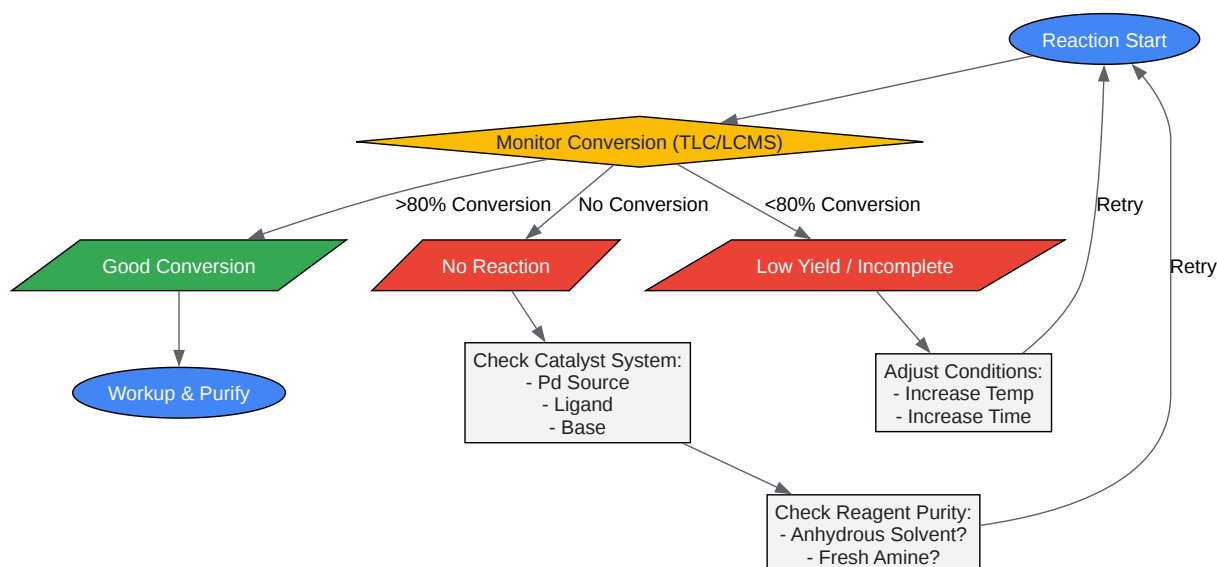 Reaction Start
Monitor Conversion (TLC/LCMS)
>80% Conversion
No Conversion
<80% Conversion
Retry
Retry
Good Conversion
No Reaction
Low Yield / Incomplete
Workup & Purify
Check Catalyst System:
- Pd Source
- Ligand
- Base
Adjust Conditions:
- Increase Temp
- Increase Time
Check Reagent Purity:
- Anhydrous Solvent?
- Fresh Amine?